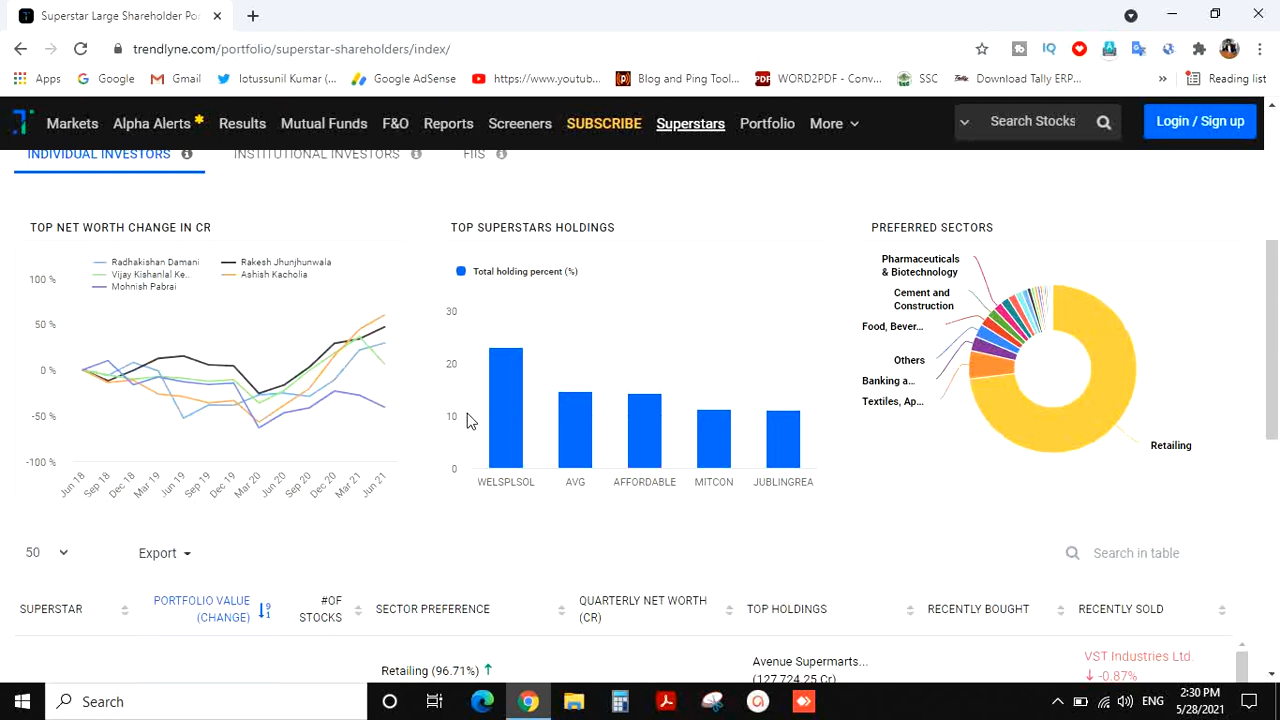 Superstar Large Shareholder Po
trendlyne.com/portfolio/superstar-shareholders/index/
IQ
Apps
Google
Gmail
lotussunil Kumar (...
Google AdSense
https://www.youtub...
Blog and Ping Tool...
PDF
WORD2PDF - Conv...
SSC
Download Tally ERP...
»
Reading list
Markets
Alpha Alerts
Results
Mutual Funds
F&O
Reports
Screeners
SUBSCRIBE
Superstars
Portfolio
More
Search Stocks
Login / Sign up
INDIVIDUAL INVESTORS
INSTITUTIONAL INVESTORS
FIIS
TOP NET WORTH CHANGE IN CR
Radhakishan Damani
Rakesh Jhunjhunwala
Vijay Kishanlal Ke..
Ashish Kacholia
Mohnish Pabrai
100 %
50 %
0 %
-50 %
-100 %
Jun 18
Sep 18
Dec 18
Mar 19
Jun 19
Sep 19
Dec 19
Mar 20
Jun 20
Sep 20
Dec 20
Mar 21
Jun 21
TOP SUPERSTARS HOLDINGS
Total holding percent (%)
30
20
10
0
WELSPLSOL
AVG
AFFORDABLE
MITCON
JUBLINGREA
PREFERRED SECTORS
Pharmaceuticals
& Biotechnology
Cement and
Construction
Food, Bever...
Others
Banking a...
Textiles, Ap...
Retailing
50
Export
Search in table
SUPERSTAR
PORTFOLIO VALUE
(CHANGE)
#OF
STOCKS
SECTOR PREFERENCE
QUARTERLY NET WORTH
(CR)
TOP HOLDINGS
RECENTLY BOUGHT
RECENTLY SOLD
Retailing (96.71%)
Avenue Supermarts...
(127,724.25 Cr)
VST Industries Ltd.
-0.87%
Search
ENG
2:30 PM
5/28/2021